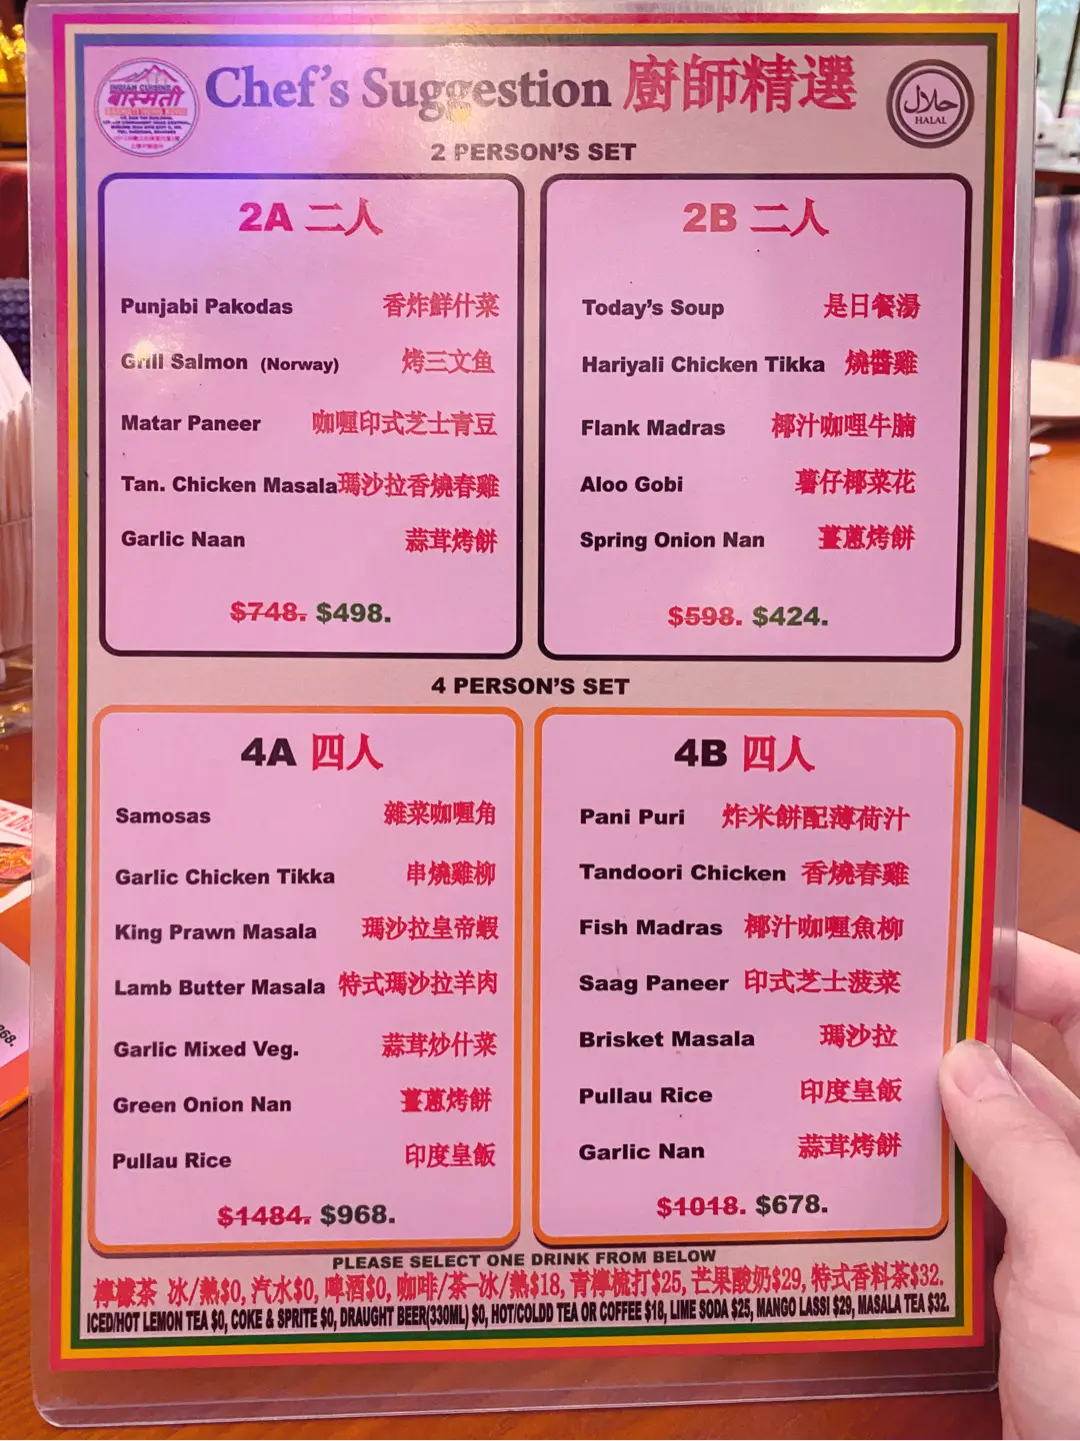 INDIAN CUISINE
बासमती
Chef's Suggestion 廚師精選
حلال
HALAL
2 PERSON'S SET
2A 二人
Punjabi Pakodas 香炸鮮什菜
Grill Salmon (Norway) 烤三文鱼
Matar Paneer 咖喱印式芝士青豆
Tan. Chicken Masala 瑪沙拉香燒春雞
Garlic Naan 蒜茸烤餅
$748. $498.
2B 二人
Today's Soup 是日餐湯
Hariyali Chicken Tikka 燒醬雞
Flank Madras 椰汁咖哩牛腩
Aloo Gobi 薯仔椰菜花
Spring Onion Nan 薑蔥烤餅
$598. $424.
4 PERSON'S SET
4A 四人
Samosas 雜菜咖喱角
Garlic Chicken Tikka 串燒雞柳
King Prawn Masala 瑪沙拉皇帝蝦
Lamb Butter Masala 特式瑪沙拉羊肉
Garlic Mixed Veg. 蒜茸炒什菜
Green Onion Nan 薑蔥烤餅
Pullau Rice 印度皇飯
$1484. $968.
4B 四人
Pani Puri 炸米餅配薄荷汁
Tandoori Chicken 香燒春雞
Fish Madras 椰汁咖喱魚柳
Saag Paneer 印式芝士菠菜
Brisket Masala 瑪沙拉
Pullau Rice 印度皇飯
Garlic Nan 蒜茸烤餅
$1018. $678.
PLEASE SELECT ONE DRINK FROM BELOW
檸檬茶 冰/熱$0, 汽水$0, 啤酒$0, 咖啡/茶-冰/熱$18, 青檸梳打$25, 芒果酸奶$29, 特式香料茶$32.
ICED/HOT LEMON TEA $0, COKE & SPRITE $0, DRAUGHT BEER(330ML) $0, HOT/COLDD TEA OR COFFEE $18, LIME SODA $25, MANGO LASSI $29, MASALA TEA $32.
268.